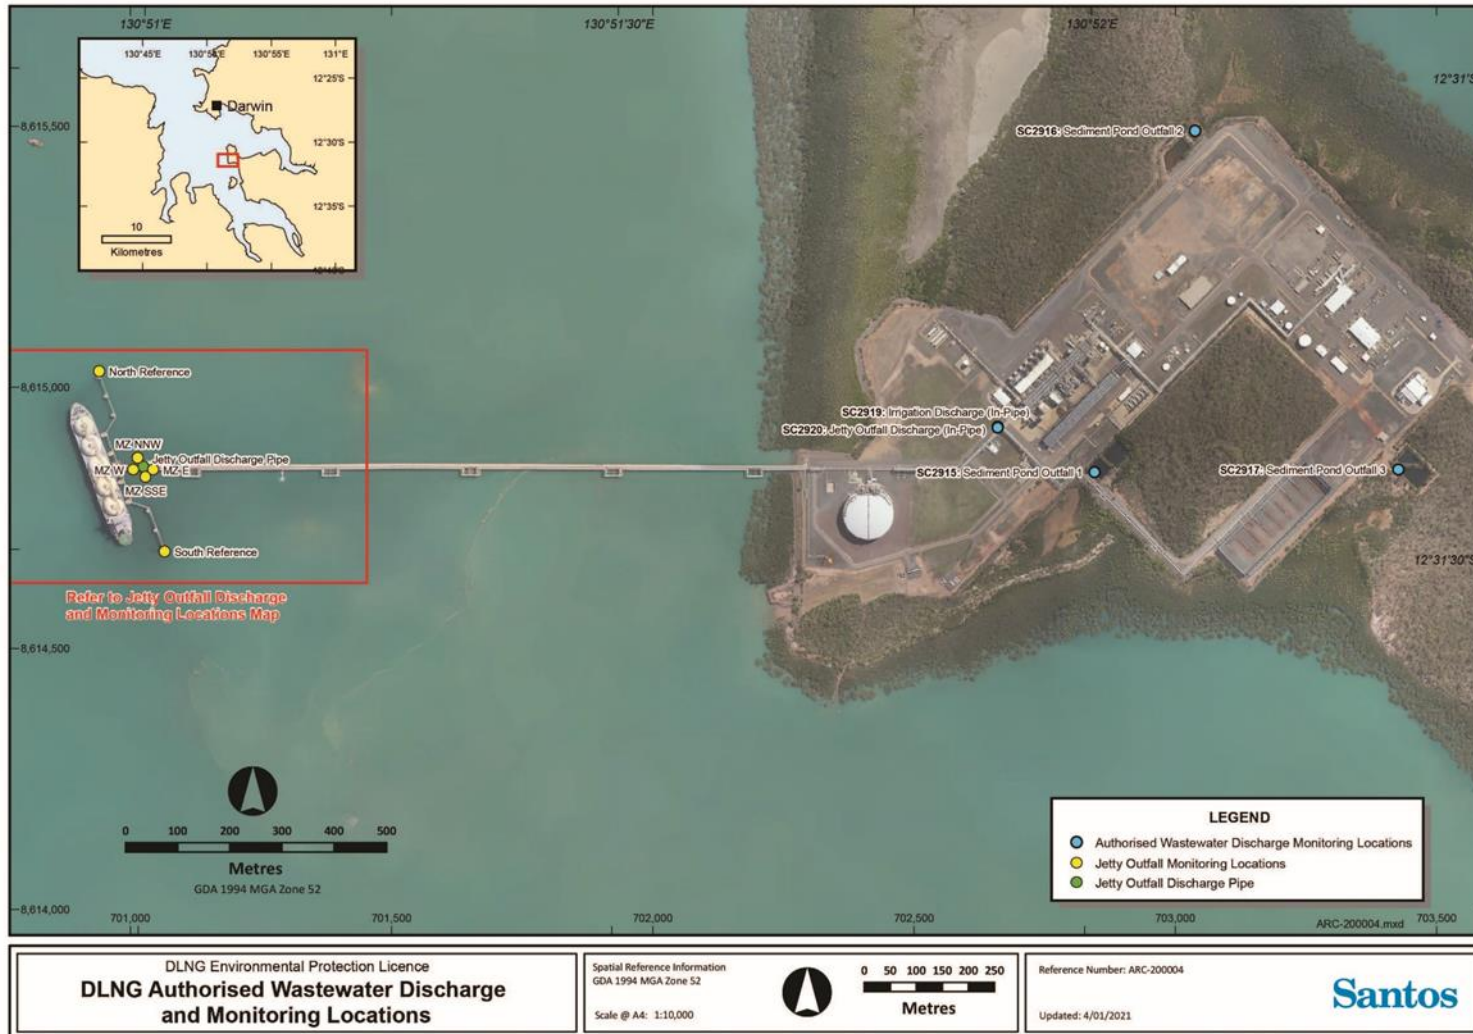 130°51'E
130°51'30"E
130°52'E
130°45'E
130°55'E
131°E
12°25'S
Darwin
12°30'S
12°35'S
10
Kilometres
8,615,500
8,615,000
8,614,500
8,614,000
12°31'30"S
SC2916: Sediment Pond Outfall 2
SC2919: Irrigation Discharge (In-Pipe)
SC2920: Jetty Outfall Discharge (In-Pipe)
SC2915: Sediment Pond Outfall 1
SC2917: Sediment Pond Outfall 3
North Reference
MZ-NNW
Jetty Outfall Discharge Pipe
MZ-W
MZ-E
MZ-SSE
South Reference
Refer to Jetty Outfall Discharge
and Monitoring Locations Map
0 100 200 300 400 500
Metres
GDA 1994 MGA Zone 52
LEGEND
Authorised Wastewater Discharge Monitoring Locations
Jetty Outfall Monitoring Locations
Jetty Outfall Discharge Pipe
701,000
701,500
702,000
702,500
703,000
703,500
ARC-200004.mxd
DLNG Environmental Protection Licence
DLNG Authorised Wastewater Discharge
and Monitoring Locations
Spatial Reference Information
GDA 1994 MGA Zone 52
Scale @ A4: 1:10,000
0 50 100 150 200 250
Metres
Reference Number: ARC-200004
Updated: 4/01/2021
Santos